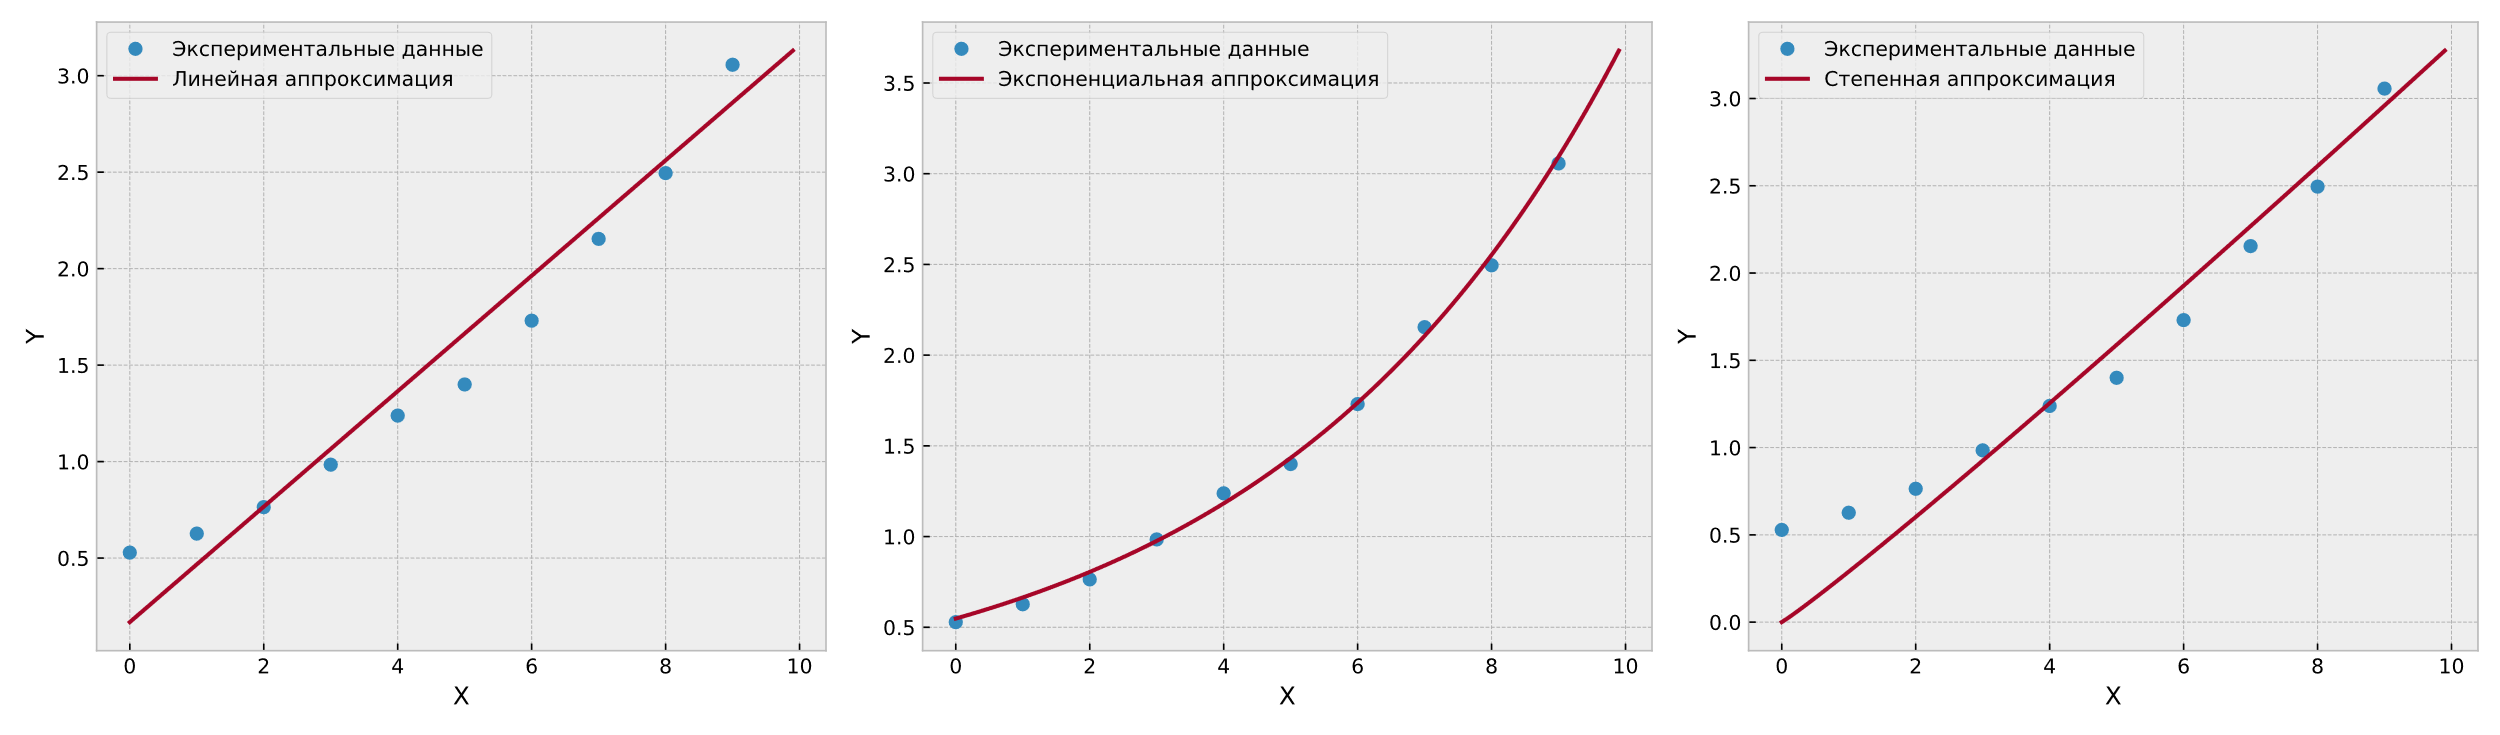 Экспериментальные данные
Линейная аппроксимация
3.0
2.5
2.0
1.5
1.0
0.5
Y
0 2 4 6 8 10
X
Экспериментальные данные
Экспоненциальная аппроксимация
3.5
3.0
2.5
2.0
1.5
1.0
0.5
Y
0 2 4 6 8 10
X
Экспериментальные данные
Степенная аппроксимация
3.0
2.5
2.0
1.5
1.0
0.5
0.0
Y
0 2 4 6 8 10
X